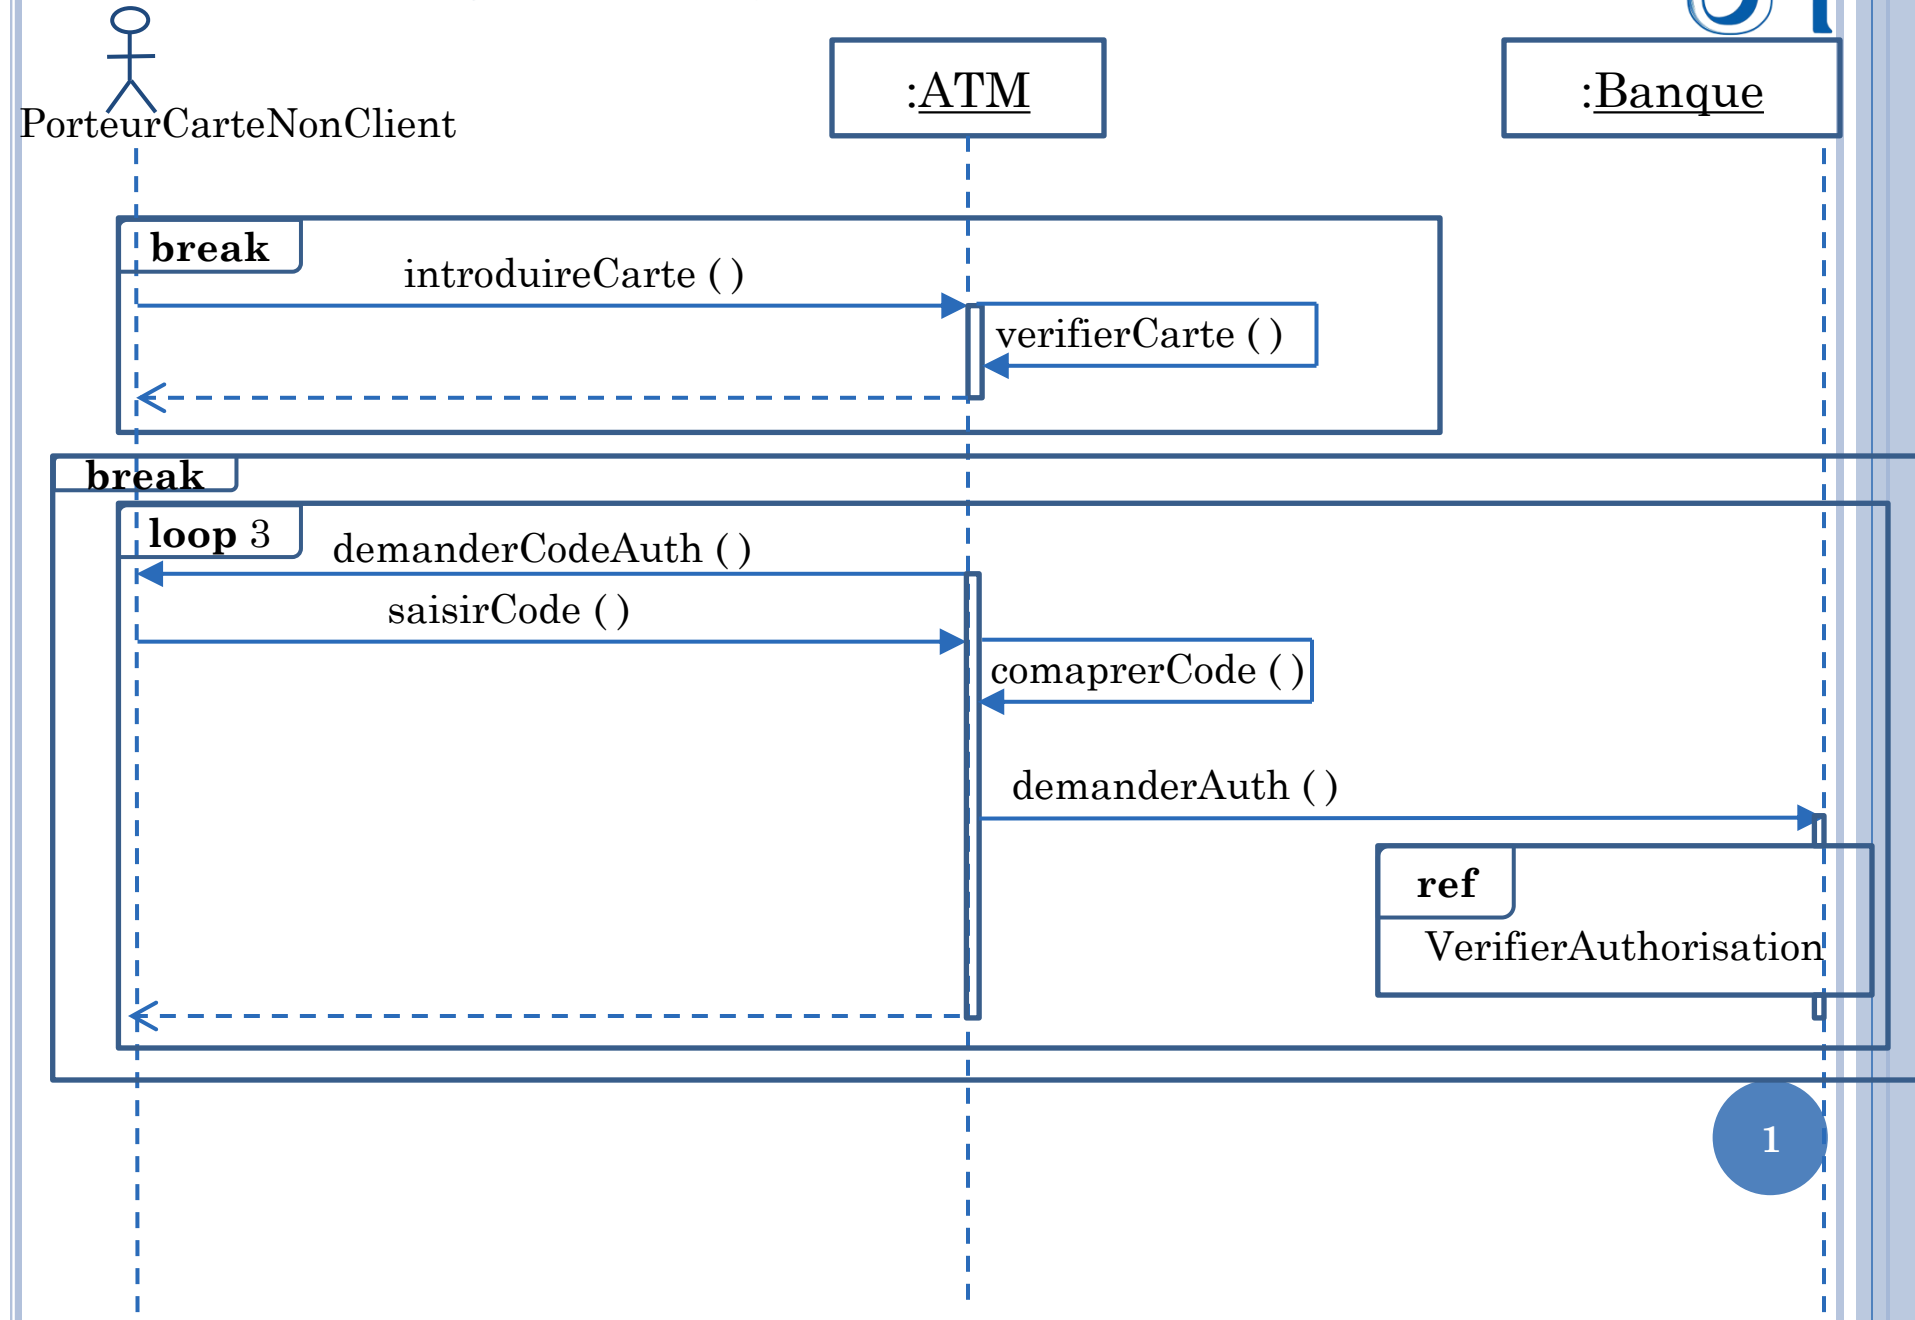 PorteurCarteNonClient
:ATM
:Banque
break
introduireCarte ( )
verifierCarte ( )
break
loop 3
demanderCodeAuth ( )
saisirCode ( )
comaprerCode ( )
demanderAuth ( )
ref
VerifierAuthorisation
1